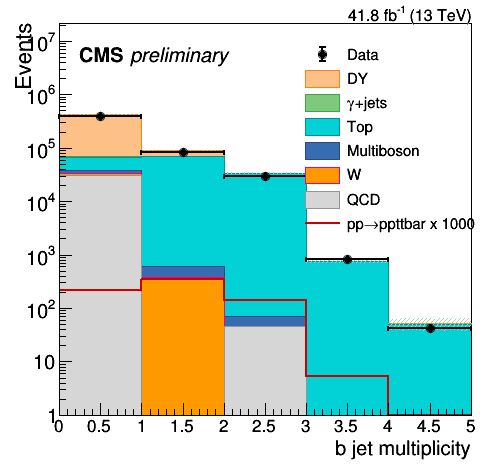 41.8 fb⁻¹ (13 TeV)
Events
CMS preliminary
Data
DY
γ+jets
Top
Multiboson
W
QCD
pp→ppttbar x 1000
10⁷
10⁶
10⁵
10⁴
10³
10²
10
1
0 0.5 1 1.5 2 2.5 3 3.5 4 4.5 5
b jet multiplicity